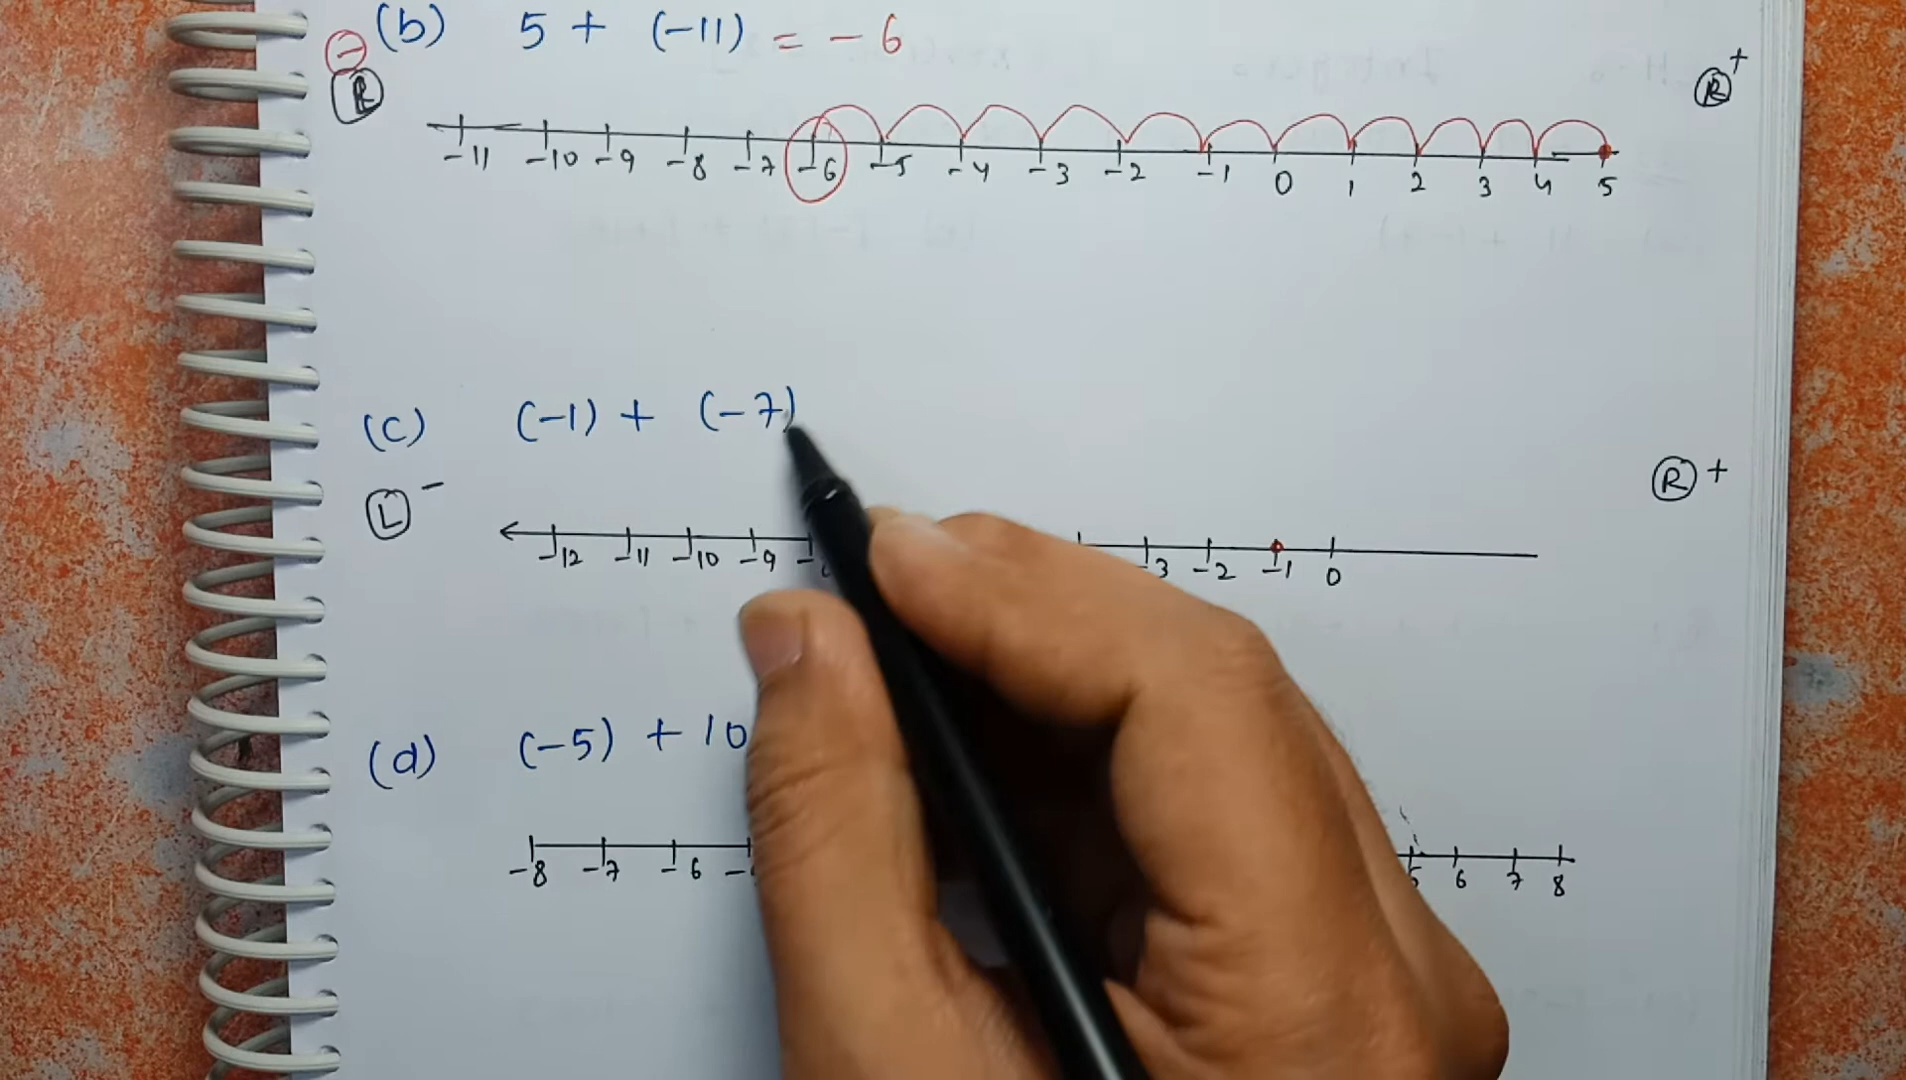 (b) 5 + (-11) = - 6
- R R +
-11 -10 -9 -8 -7 -6 -5 -4 -3 -2 -1 0 1 2 3 4 5
(c) (-1) + (-7)
L - R +
-12 -11 -10 -9 -3 -2 -1 0
(d) (-5) + 10
-8 -7 -6 5 6 7 8